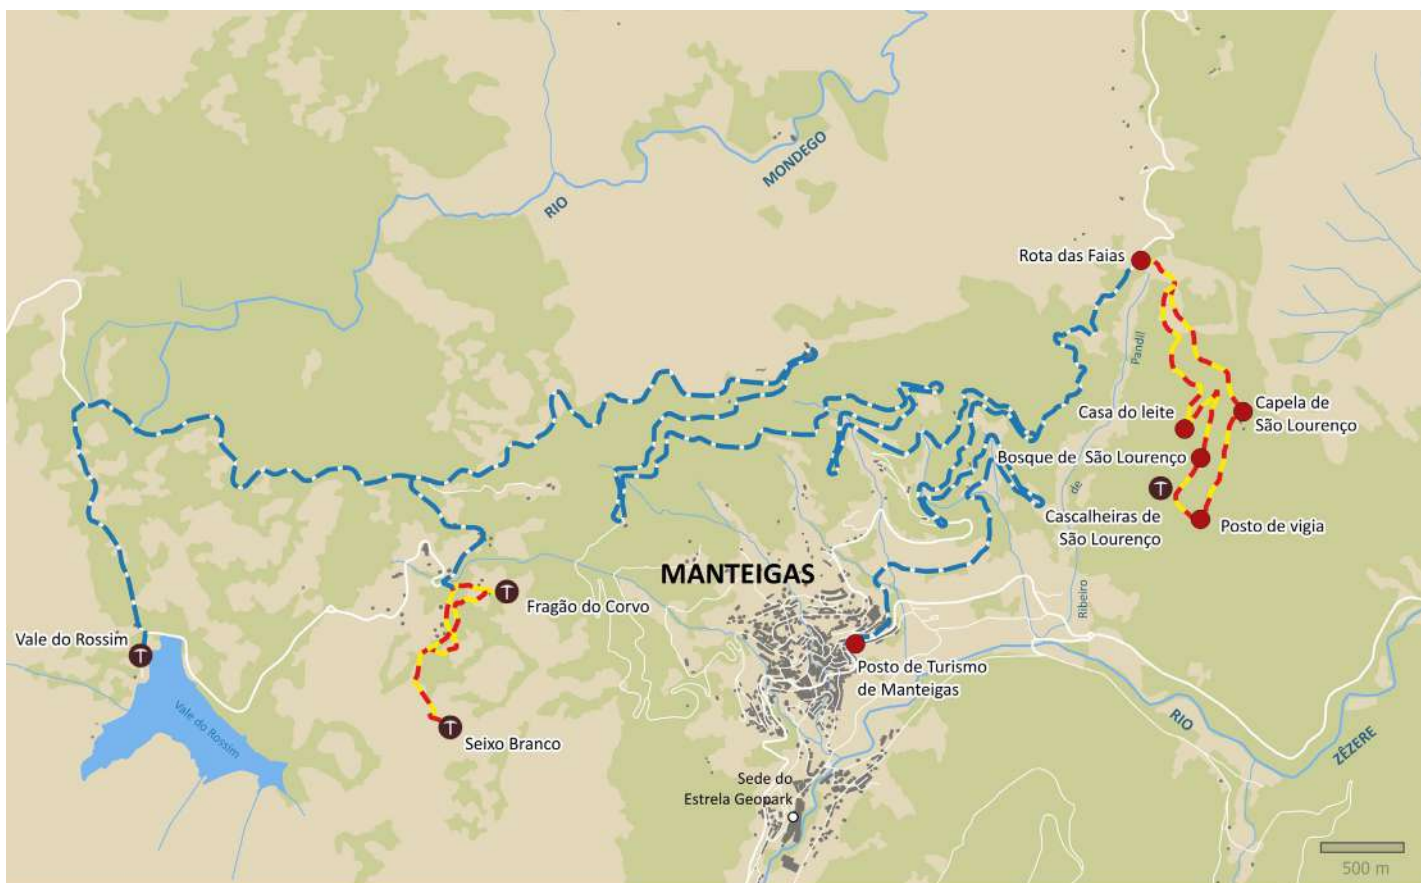 RIO
MONDEGO
Rota das Faias
Pandil
Casa do leite
Capela de
São Lourenço
Bosque de São Lourenço
de
Cascalheiras de
São Lourenço
Posto de vigia
MANTEIGAS
Fragão do Corvo
Ribeiro
Vale do Rossim
Posto de Turismo
de Manteigas
Vale do Rossim
Seixo Branco
RIO
ZÊZERE
Sede do
Estrela Geopark
500 m